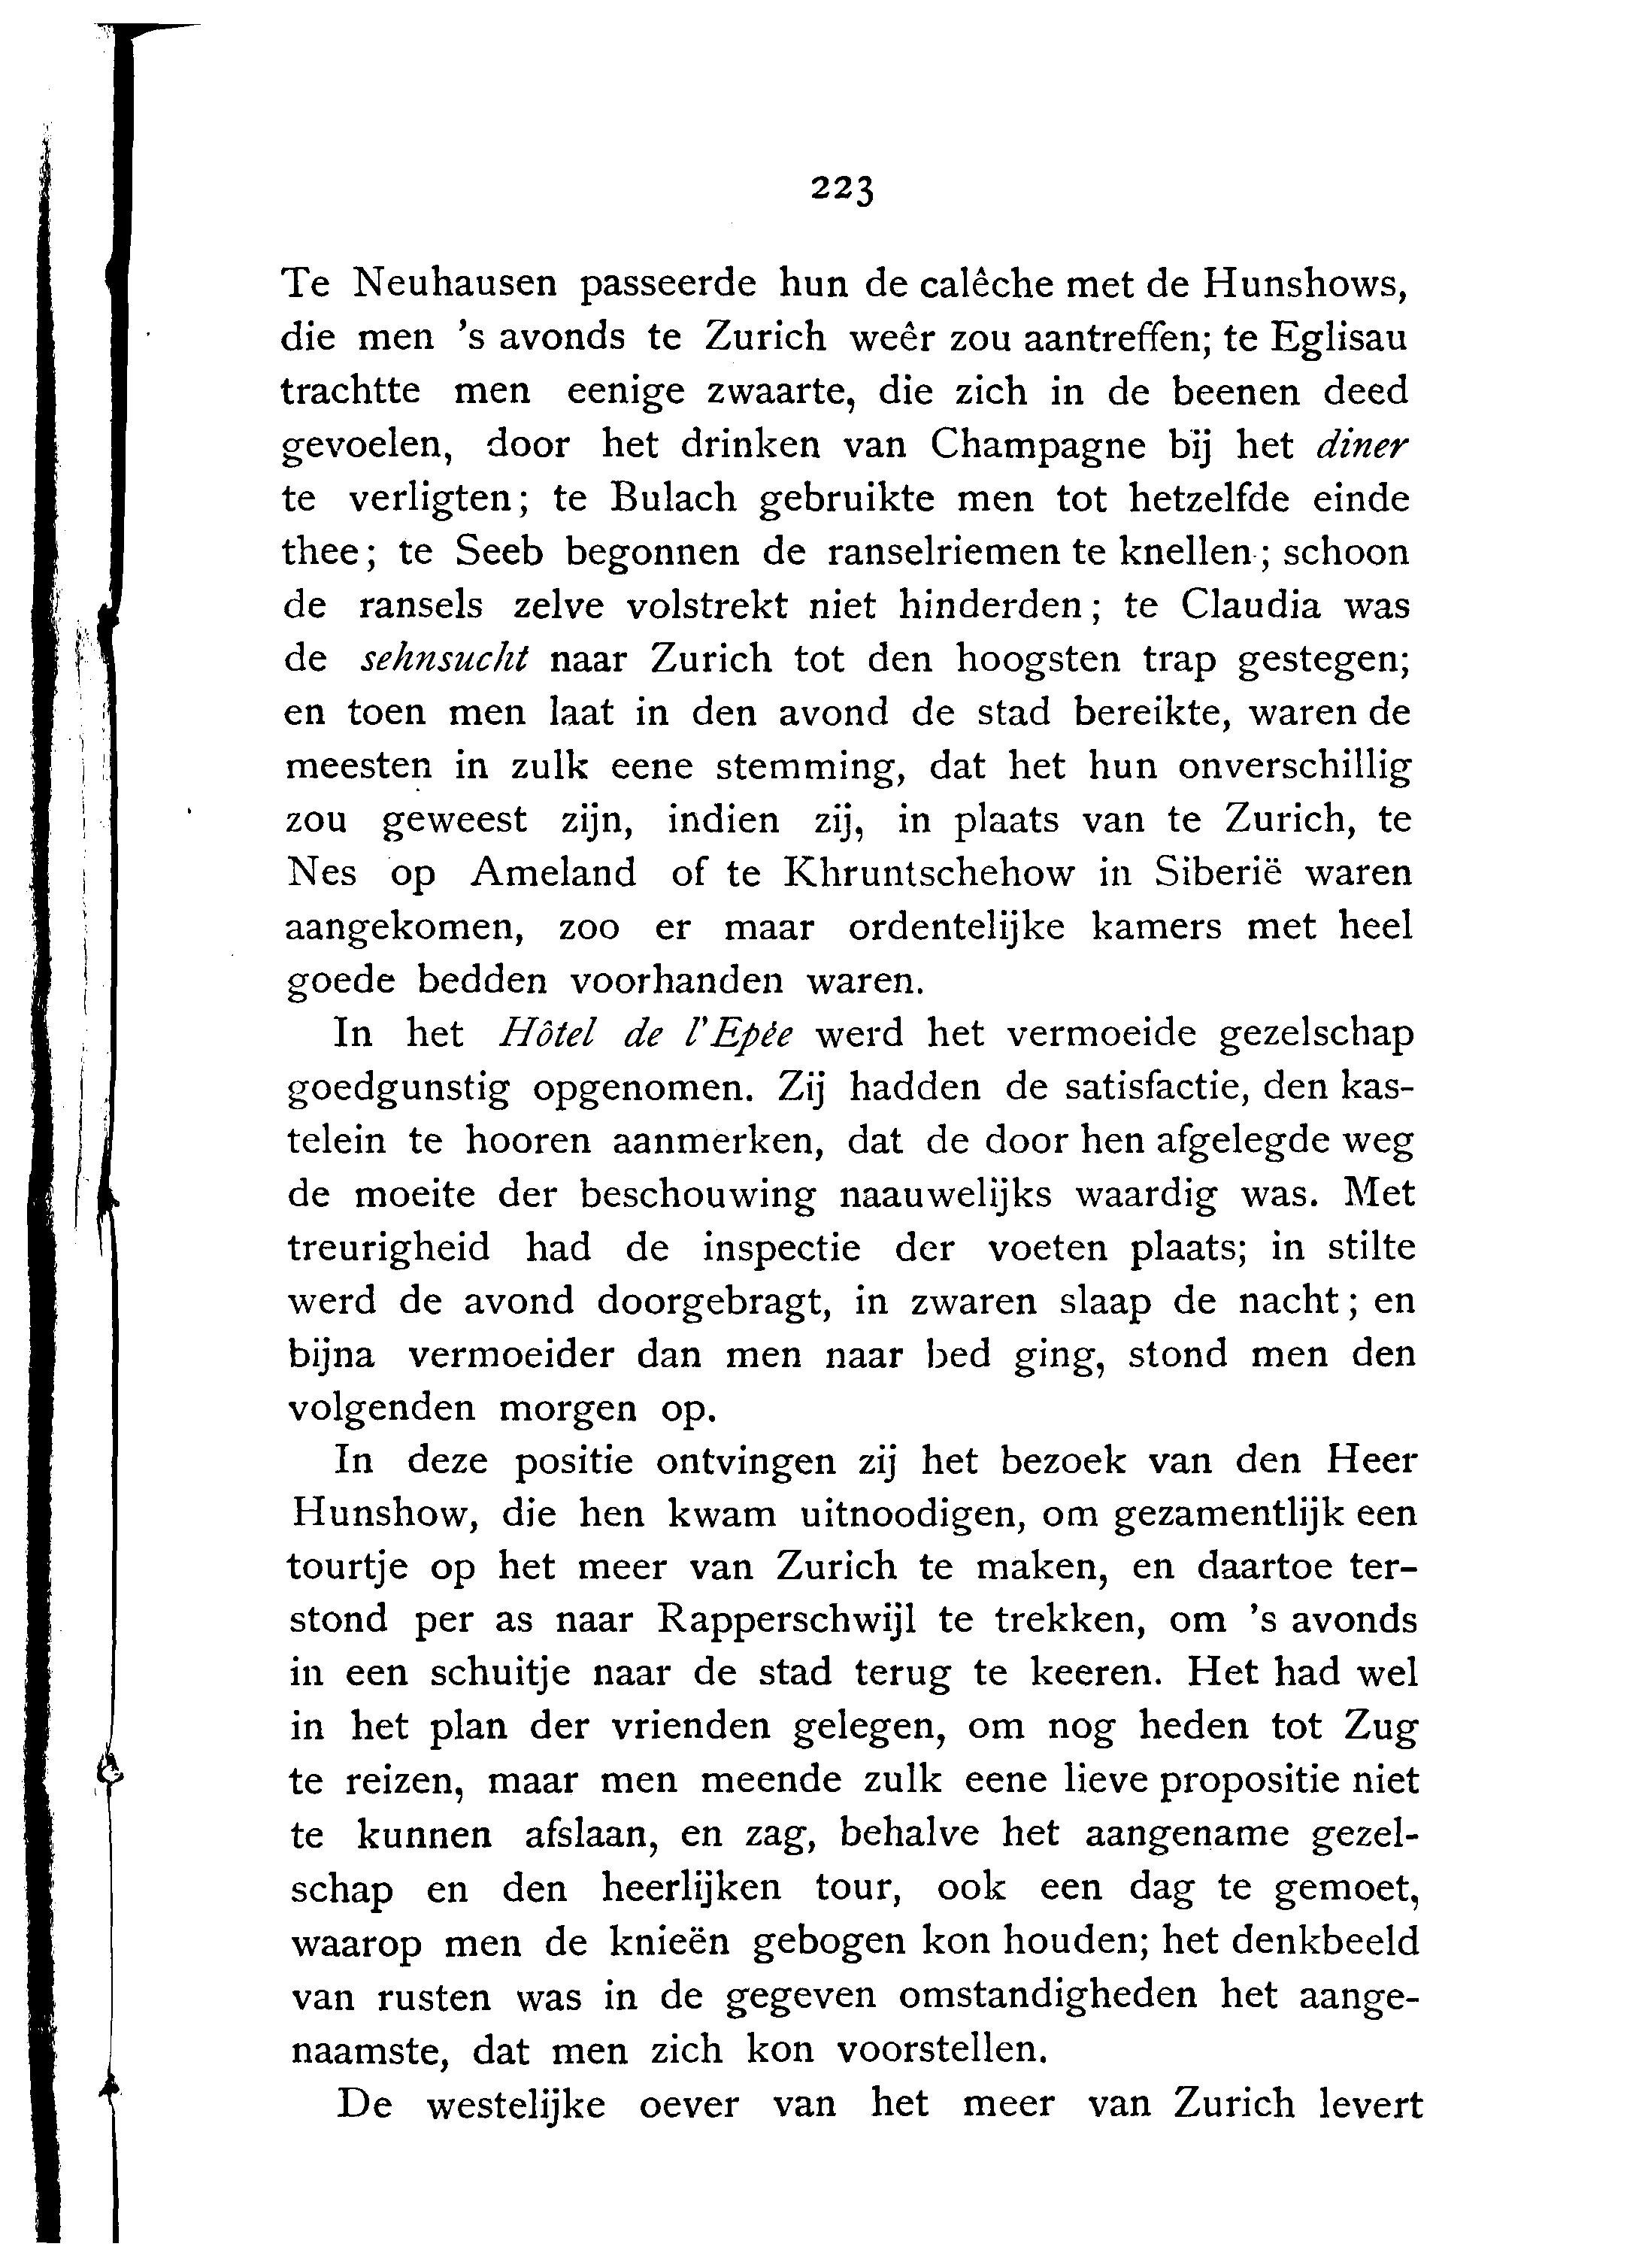 223
Te Neuhausen passeerde hun de calêche met de Hunshows,
die men 's avonds te Zurich weêr zou aantreffen; te Eglisau
trachtte men eenige zwaarte, die zich in de beenen deed
gevoelen, door het drinken van Champagne bij het diner
te verligten; te Bulach gebruikte men tot hetzelfde einde
thee; te Seeb begonnen de ranselriemen te knellen; schoon
de ransels zelve volstrekt niet hinderden; te Claudia was
de sehnsucht naar Zurich tot den hoogsten trap gestegen;
en toen men laat in den avond de stad bereikte, waren de
meesten in zulk eene stemming, dat het hun onverschillig
zou geweest zijn, indien zij, in plaats van te Zurich, te
Nes op Ameland of te Khruntschehow in Siberië waren
aangekomen, zoo er maar ordentelijke kamers met heel
goede bedden voorhanden waren.
In het Hôtel de l'Epée werd het vermoeide gezelschap
goedgunstig opgenomen. Zij hadden de satisfactie, den kas-
telein te hooren aanmerken, dat de door hen afgelegde weg
de moeite der beschouwing naauwelijks waardig was. Met
treurigheid had de inspectie der voeten plaats; in stilte
werd de avond doorgebragt, in zwaren slaap de nacht; en
bijna vermoeider dan men naar bed ging, stond men den
volgenden morgen op.
In deze positie ontvingen zij het bezoek van den Heer
Hunshow, die hen kwam uitnoodigen, om gezamentlijk een
tourtje op het meer van Zurich te maken, en daartoe ter-
stond per as naar Rapperschwijl te trekken, om 's avonds
in een schuitje naar de stad terug te keeren. Het had wel
in het plan der vrienden gelegen, om nog heden tot Zug
te reizen, maar men meende zulk eene lieve propositie niet
te kunnen afslaan, en zag, behalve het aangename gezel-
schap en den heerlijken tour, ook een dag te gemoet,
waarop men de knieën gebogen kon houden; het denkbeeld
van rusten was in de gegeven omstandigheden het aange-
naamste, dat men zich kon voorstellen.
De westelijke oever van het meer van Zurich levert